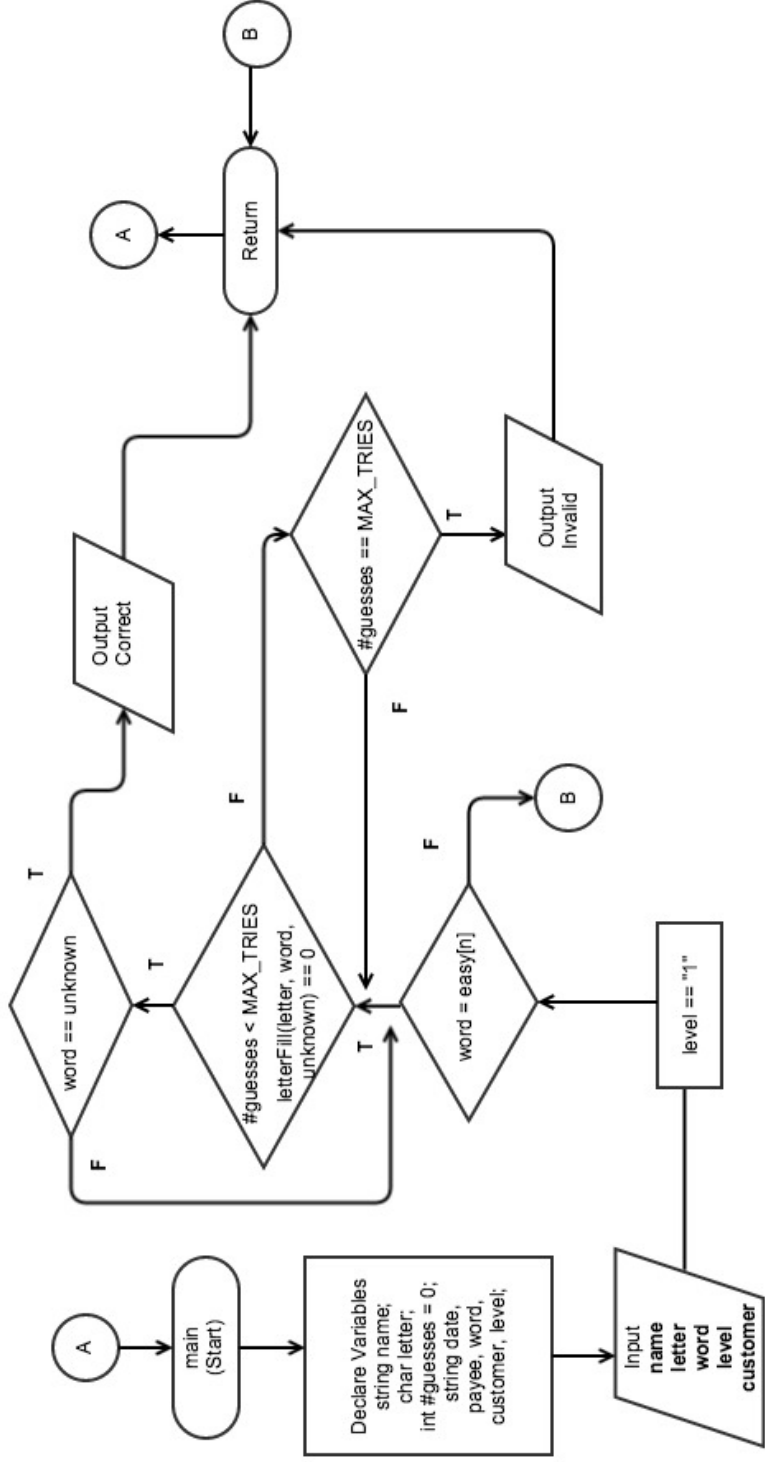 A
main
(Start)
Declare Variables
string name;
char letter;
int #guesses = 0;
string date,
payee, word,
customer, level;
Input
name
letter
word
level
customer
level == "1"
word = easy[n]
T
F
B
#guesses < MAX_TRIES
letterFill(letter, word,
unknown) == 0
T
F
word == unknown
F
T
Output
Correct
#guesses == MAX_TRIES
F
T
Output
Invalid
Return
A
B